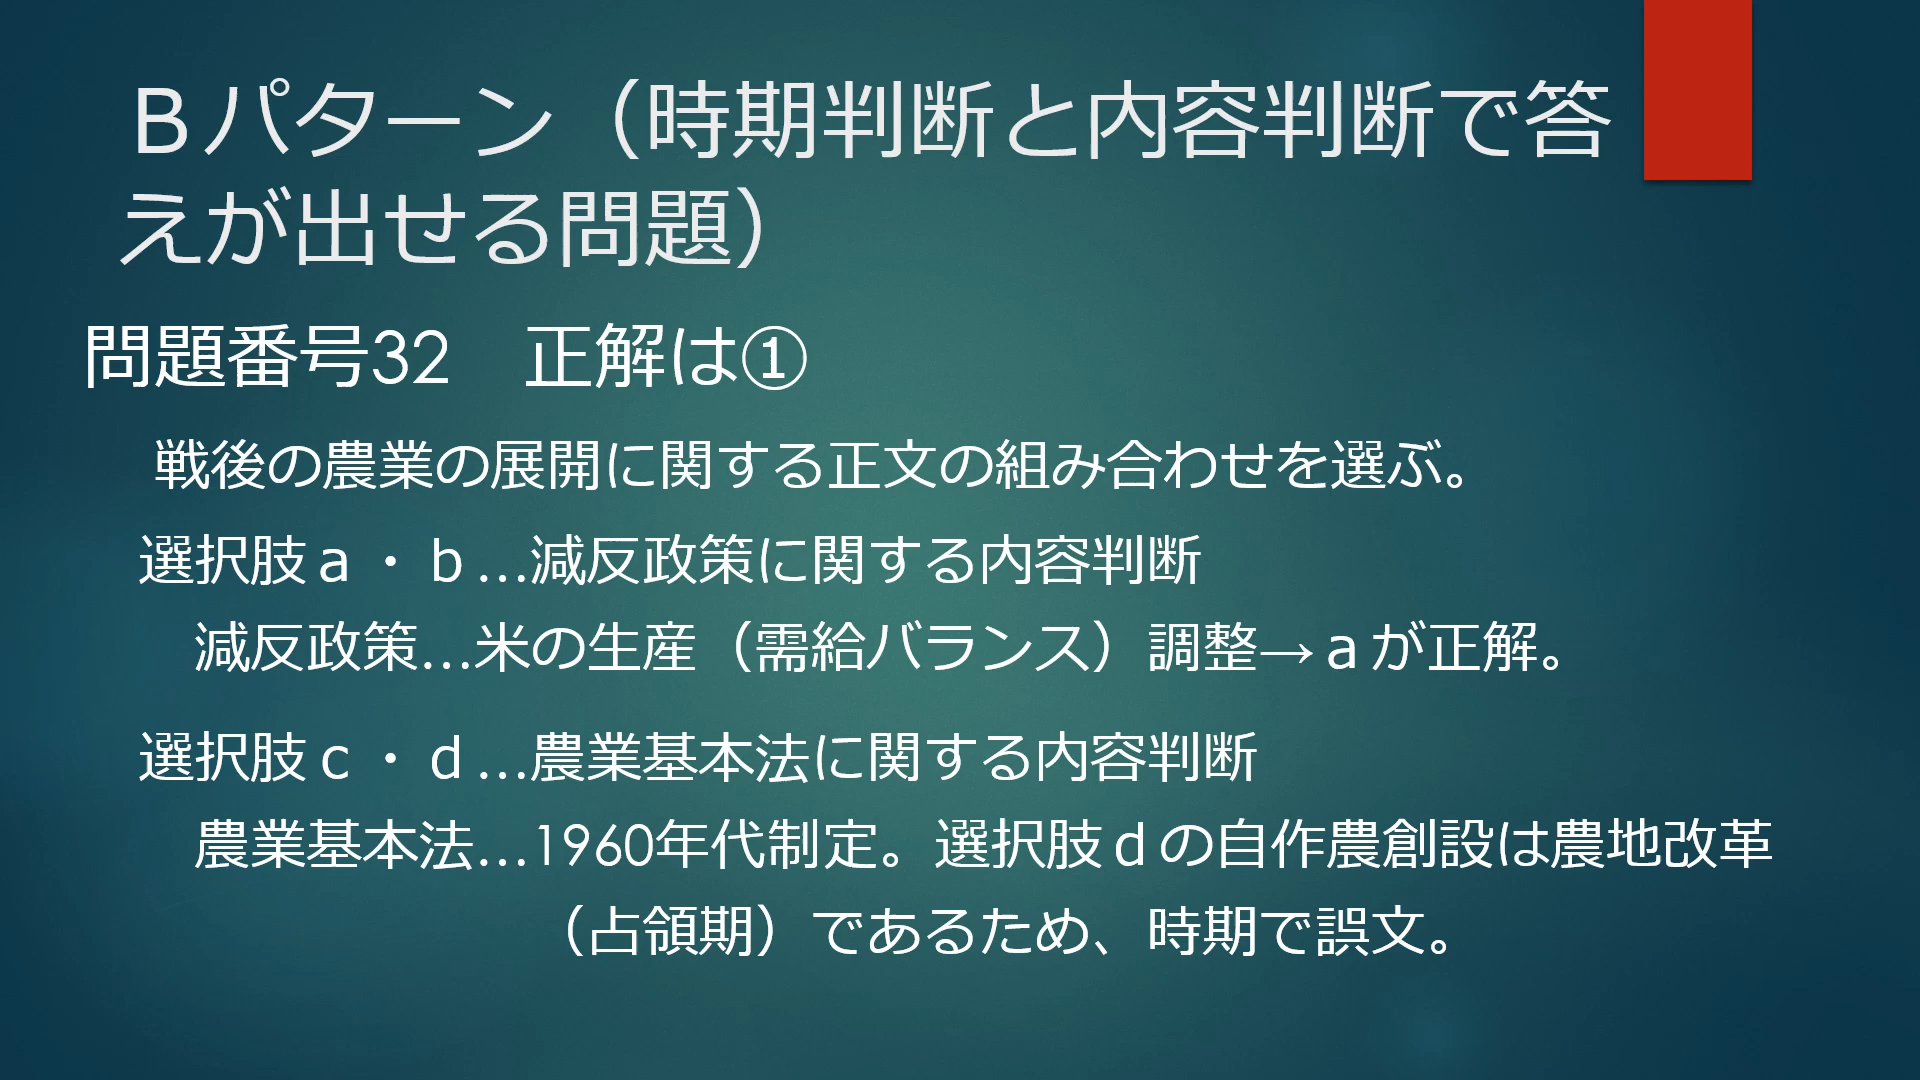 Ｂパターン（時期判断と内容判断で答
えが出せる問題）
問題番号32　正解は①
戦後の農業の展開に関する正文の組み合わせを選ぶ。
選択肢ａ・ｂ…減反政策に関する内容判断
減反政策…米の生産（需給バランス）調整→ａが正解。
選択肢ｃ・ｄ…農業基本法に関する内容判断
農業基本法…1960年代制定。選択肢ｄの自作農創設は農地改革
（占領期）であるため、時期で誤文。